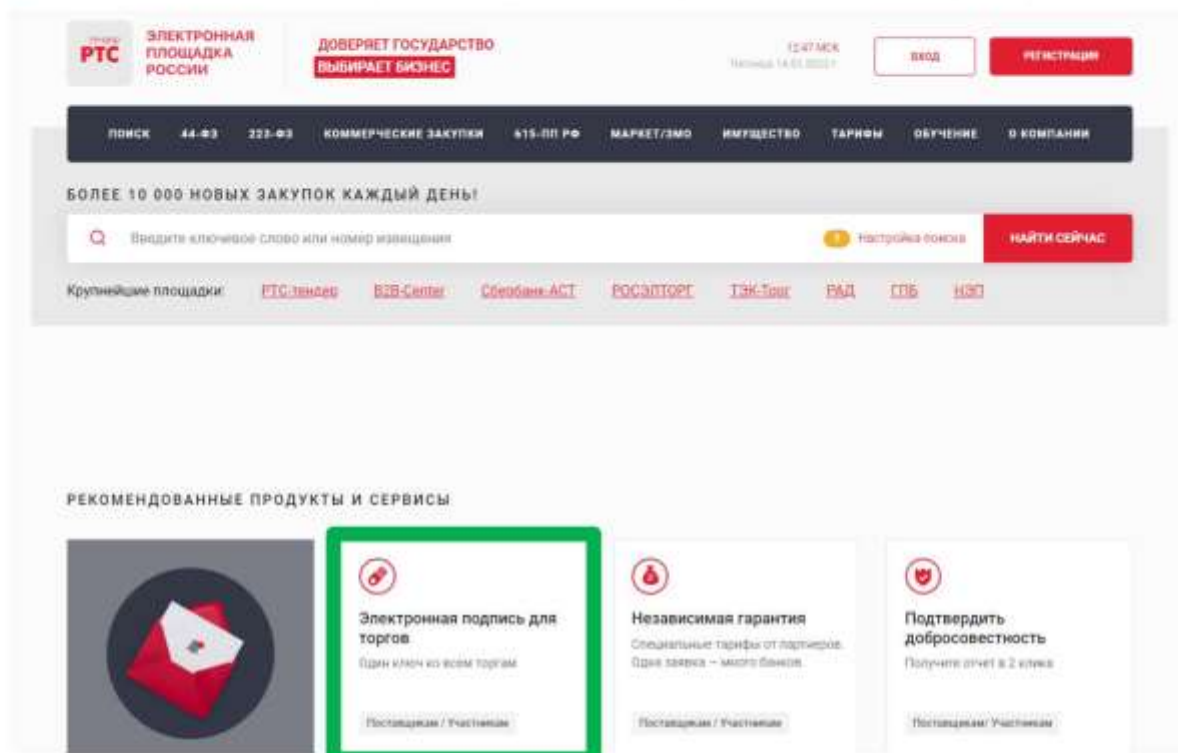 РТС
ЭЛЕКТРОННАЯ
ПЛОЩАДКА
РОССИИ
ДОВЕРЯЕТ ГОСУДАРСТВО
ВЫБИРАЕТ БИЗНЕС
12:47 МСК
ВХОД
РЕГИСТРАЦИЯ
ПОИСК 44-ФЗ 223-ФЗ КОММЕРЧЕСКИЕ ЗАКУПКИ 615-ПП РФ МАРКЕТ/ЗМО ИМУЩЕСТВО ТАРИФЫ ОБУЧЕНИЕ О КОМПАНИИ
БОЛЕЕ 10 000 НОВЫХ ЗАКУПОК КАЖДЫЙ ДЕНЬ!
Введите ключевое слово или номер извещения
Настройка поиска
НАЙТИ СЕЙЧАС
Крупнейшие площадки: РТС-тендер B2B-Center Сбербанк-АСТ РОСЭЛТОРГ ТЭК-Торг РАД ГПБ НЭП
РЕКОМЕНДОВАННЫЕ ПРОДУКТЫ И СЕРВИСЫ
Электронная подпись для
торгов
Один ключ ко всем торгам
Поставщикам / Участникам
Независимая гарантия
Специальные тарифы от партнеров.
Одна заявка – много банков
Поставщикам / Участникам
Подтвердить
добросовестность
Получите отчет в 2 клика
Поставщикам/ Участникам